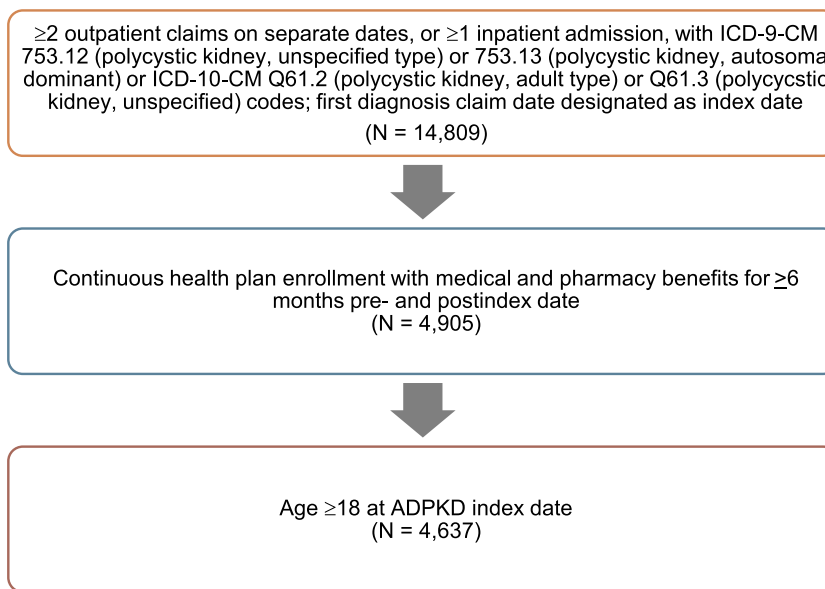 ≥2 outpatient claims on separate dates, or ≥1 inpatient admission, with ICD-9-CM
753.12 (polycystic kidney, unspecified type) or 753.13 (polycystic kidney, autosoma
dominant) or ICD-10-CM Q61.2 (polycystic kidney, adult type) or Q61.3 (polycycstic
kidney, unspecified) codes; first diagnosis claim date designated as index date
(N = 14,809)
Continuous health plan enrollment with medical and pharmacy benefits for ≥6
months pre- and postindex date
(N = 4,905)
Age ≥18 at ADPKD index date
(N = 4,637)